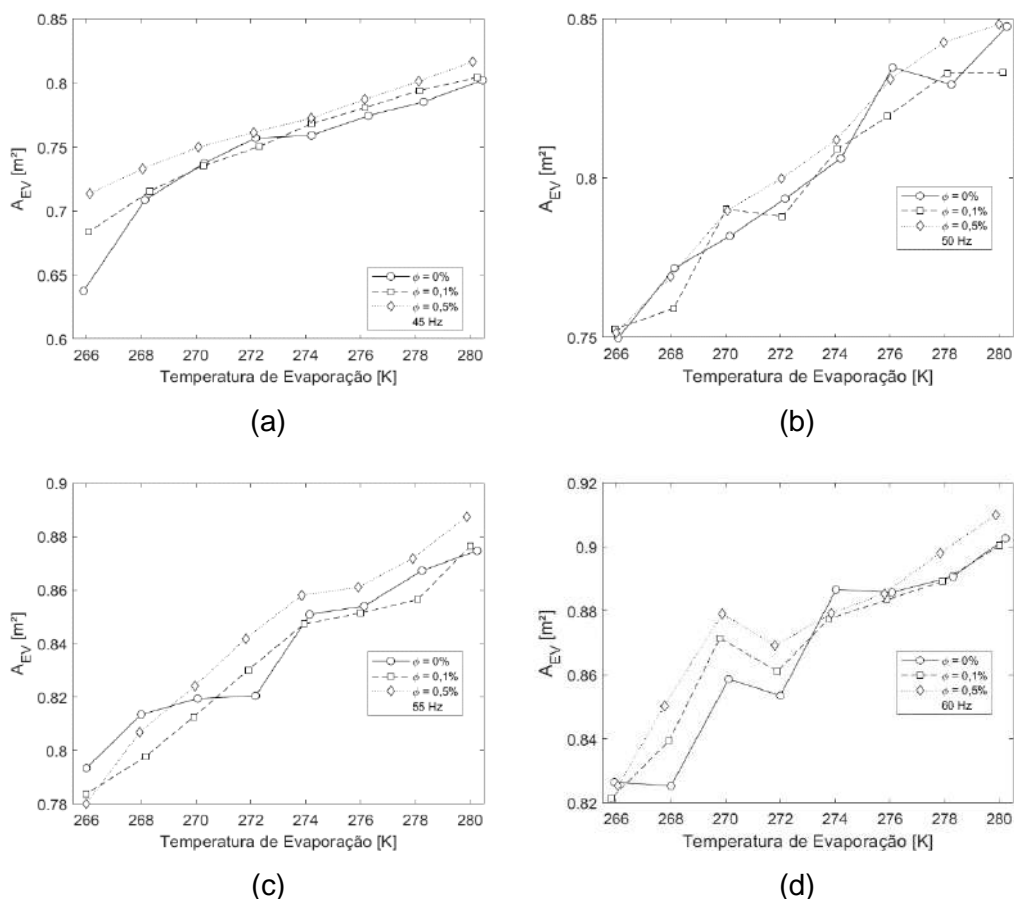 0.85
0.8
0.75
0.7
0.65
0.6
A_EV [m²]
266 268 270 272 274 276 278 280
Temperatura de Evaporação [K]
ϕ = 0%
ϕ = 0,1%
ϕ = 0,5%
45 Hz
(a)
0.85
0.8
0.75
A_EV [m²]
266 268 270 272 274 276 278 280
Temperatura de Evaporação [K]
ϕ = 0%
ϕ = 0,1%
ϕ = 0,5%
50 Hz
(b)
0.9
0.88
0.86
0.84
0.82
0.8
0.78
A_EV [m²]
266 268 270 272 274 276 278 280
Temperatura de Evaporação [K]
ϕ = 0%
ϕ = 0,1%
ϕ = 0,5%
55 Hz
(c)
0.92
0.9
0.88
0.86
0.84
0.82
A_EV [m²]
266 268 270 272 274 276 278 280
Temperatura de Evaporação [K]
ϕ = 0%
ϕ = 0,1%
ϕ = 0,5%
60 Hz
(d)